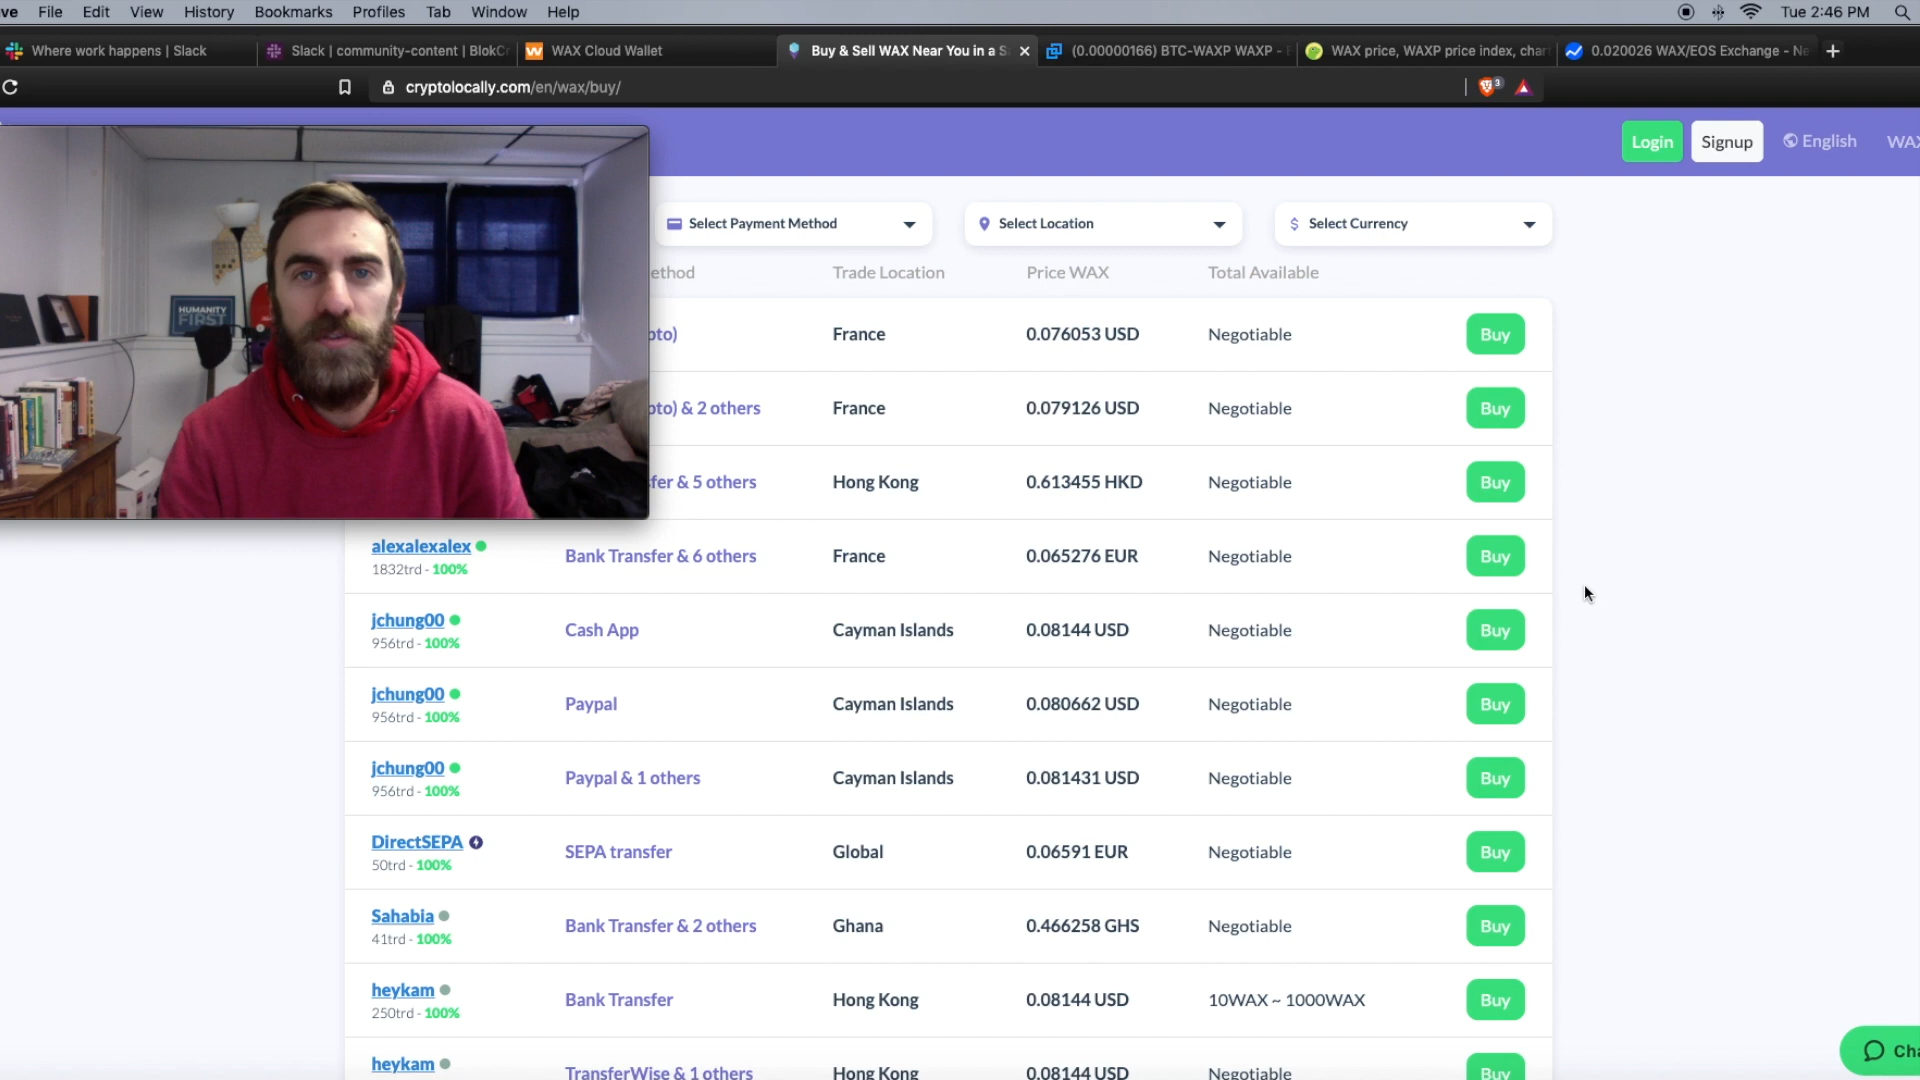 ve File Edit View History Bookmarks Profiles Tab Window Help Tue 2:46 PM
Where work happens | Slack Slack | community-content | BlokCr WAX Cloud Wallet Buy & Sell WAX Near You in a S (0.00000166) BTC-WAXP WAXP - WAX price, WAXP price index, char 0.020026 WAX/EOS Exchange - Ne
cryptolocally.com/en/wax/buy/ 3
Login Signup English WAX
Select Payment Method Select Location $ Select Currency
ethod Trade Location Price WAX Total Available
HUMANITY
FIRST
pto) France 0.076053 USD Negotiable Buy
pto) & 2 others France 0.079126 USD Negotiable Buy
sfer & 5 others Hong Kong 0.613455 HKD Negotiable Buy
alexalexalex Bank Transfer & 6 others France 0.065276 EUR Negotiable Buy
1832trd - 100%
jchung00 Cash App Cayman Islands 0.08144 USD Negotiable Buy
956trd - 100%
jchung00 Paypal Cayman Islands 0.080662 USD Negotiable Buy
956trd - 100%
jchung00 Paypal & 1 others Cayman Islands 0.081431 USD Negotiable Buy
956trd - 100%
DirectSEPA SEPA transfer Global 0.06591 EUR Negotiable Buy
50trd - 100%
Sahabia Bank Transfer & 2 others Ghana 0.466258 GHS Negotiable Buy
41trd - 100%
heykam Bank Transfer Hong Kong 0.08144 USD 10WAX ~ 1000WAX Buy
250trd - 100%
heykam TransferWise & 1 others Hong Kong 0.08144 USD Negotiable Buy
Cha